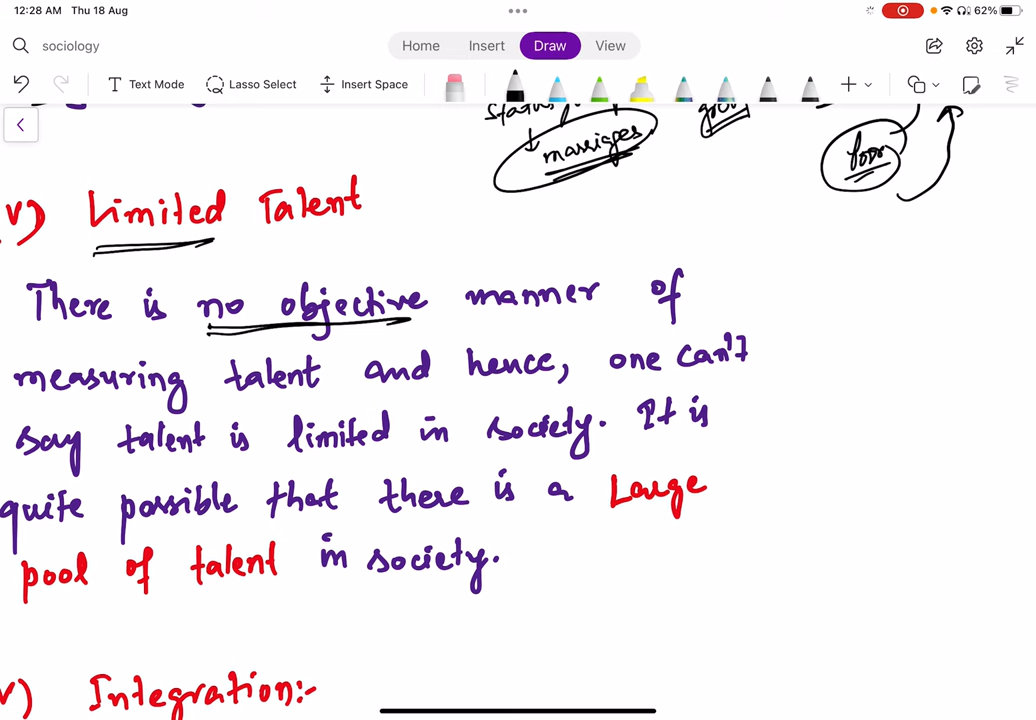 12:28 AM Thu 18 Aug
62%
sociology
Home Insert Draw View
Text Mode Lasso Select Insert Space
status
marriages
poor
v) Limited Talent
There is no objective manner of
measuring talent and hence, one can't
say talent is limited in society. It is
quite possible that there is a Large
pool of talent in society.
v) Integration:-